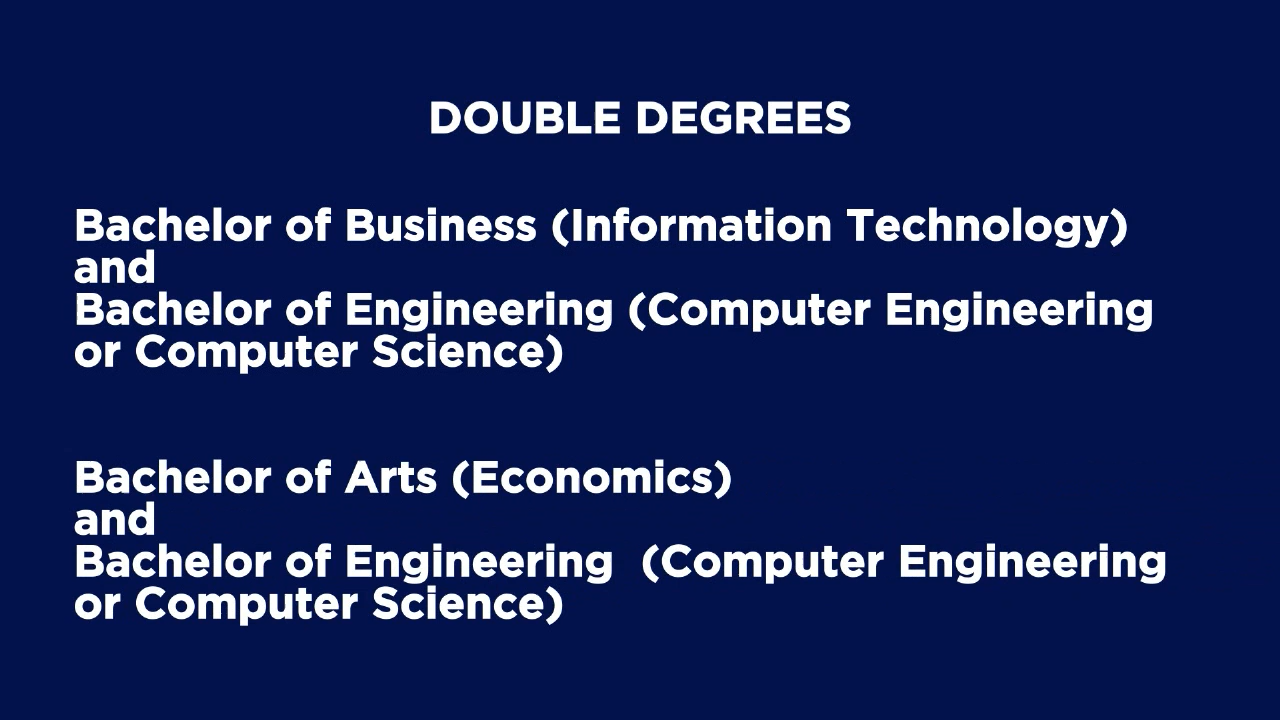 DOUBLE DEGREES
Bachelor of Business (Information Technology)
and
Bachelor of Engineering (Computer Engineering
or Computer Science)
Bachelor of Arts (Economics)
and
Bachelor of Engineering  (Computer Engineering
or Computer Science)